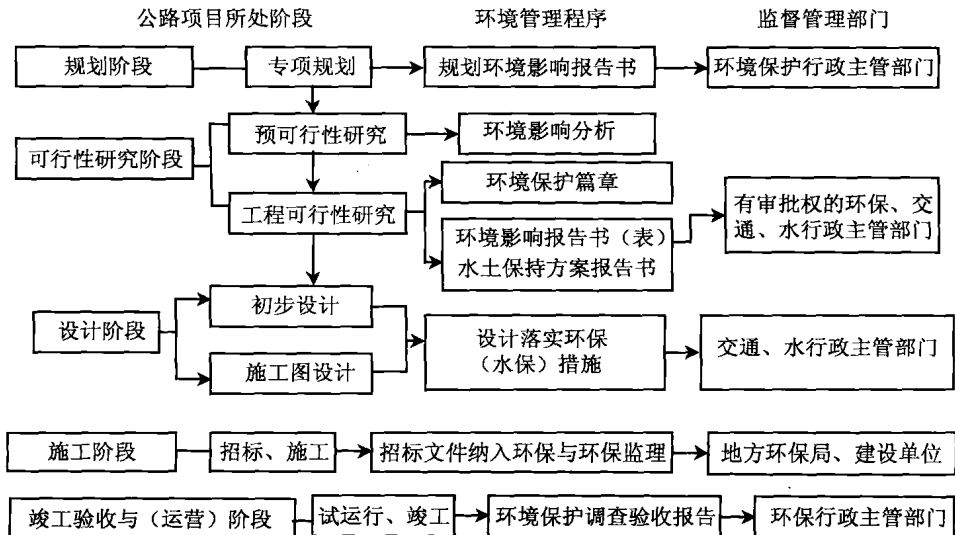 公路项目所处阶段 环境管理程序 监督管理部门
规划阶段 专项规划 规划环境影响报告书 环境保护行政主管部门
预可行性研究 环境影响分析
可行性研究阶段
环境保护篇章
工程可行性研究
有审批权的环保、交
通、水行政主管部门
环境影响报告书（表）
水土保持方案报告书
初步设计
设计阶段
设计落实环保
（水保）措施
交通、水行政主管部门
施工图设计
施工阶段 招标、施工 招标文件纳入环保与环保监理 地方环保局、建设单位
竣工验收与（运营）阶段 试运行、竣工 环境保护调查验收报告 环保行政主管部门